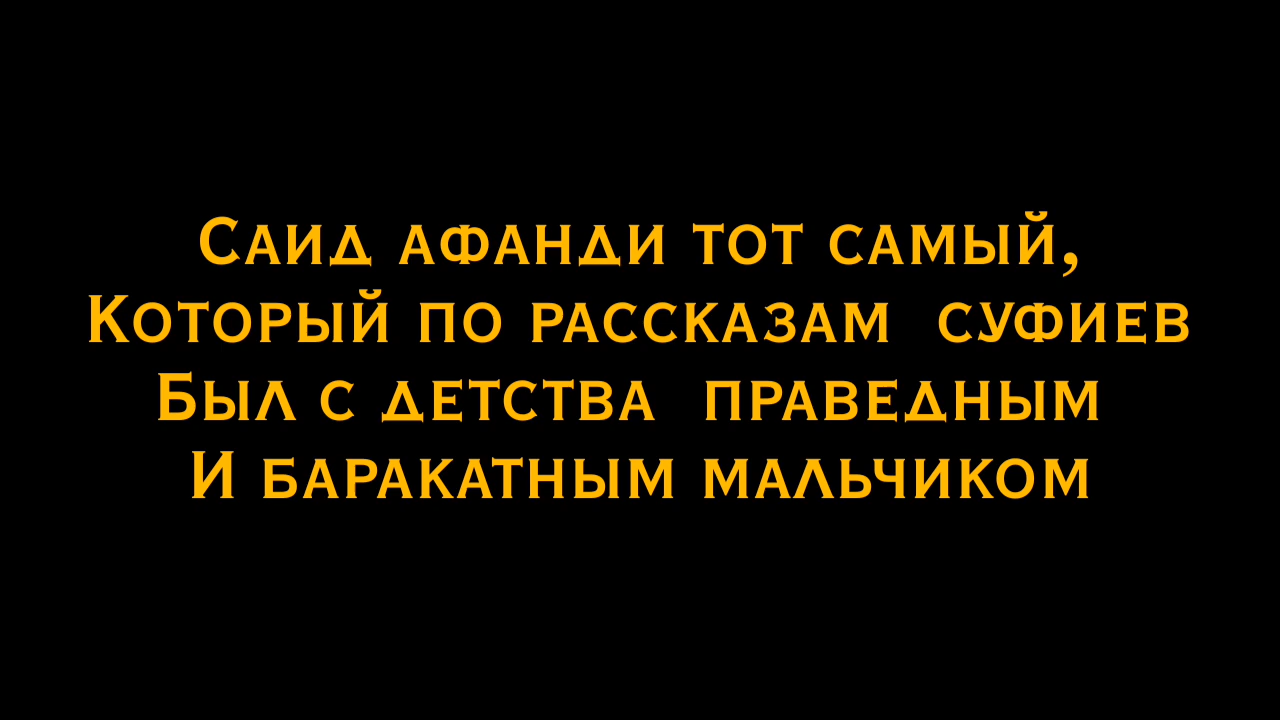 Саид афанди тот самый,
Который по рассказам суфиев
Был с детства праведным
И баракатным мальчиком